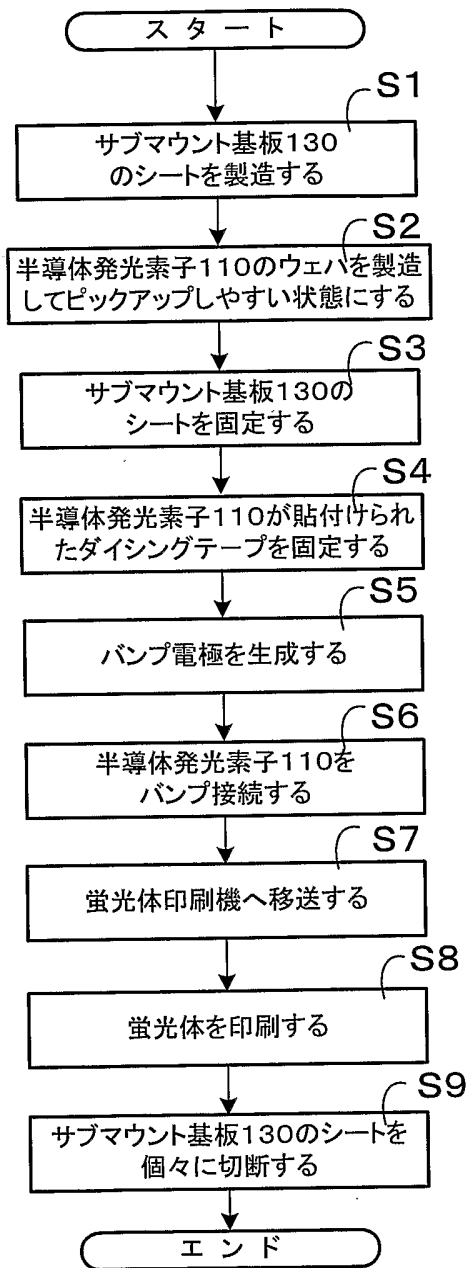 スタート
S1
サブマウント基板130
のシートを製造する
S2
半導体発光素子110のウェハを製造
してピックアップしやすい状態にする
S3
サブマウント基板130の
シートを固定する
S4
半導体発光素子110が貼付けられ
たダイシングテープを固定する
S5
バンプ電極を生成する
S6
半導体発光素子110を
バンプ接続する
S7
蛍光体印刷機へ移送する
S8
蛍光体を印刷する
S9
サブマウント基板130のシートを
個々に切断する
エンド